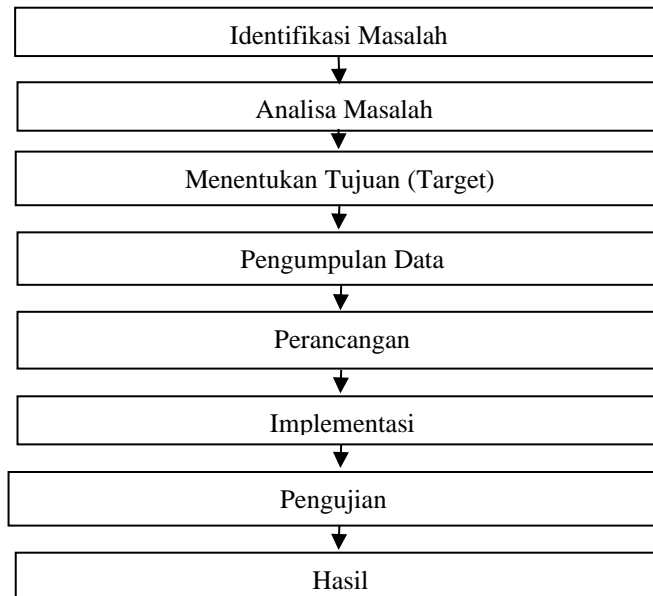 Identifikasi Masalah
Analisa Masalah
Menentukan Tujuan (Target)
Pengumpulan Data
Perancangan
Implementasi
Pengujian
Hasil